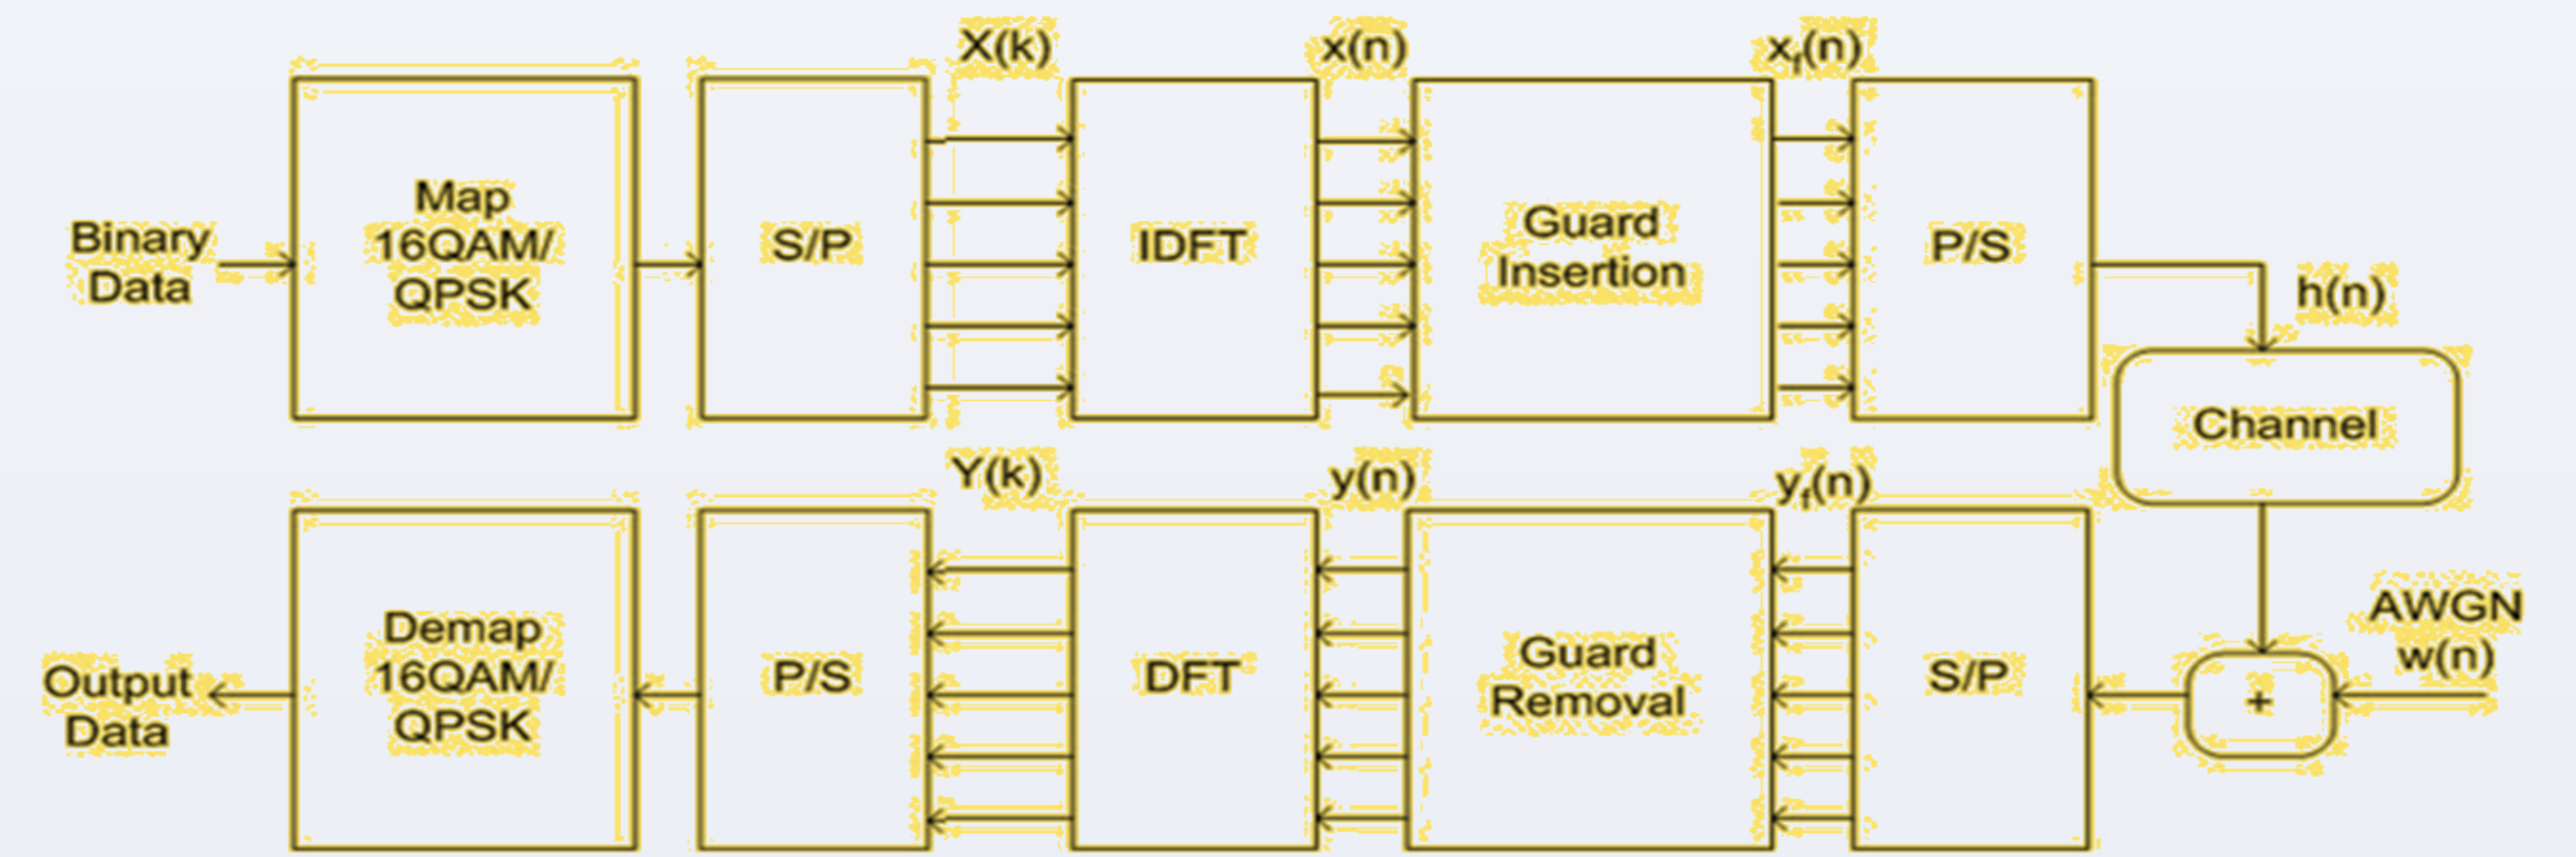 X(k)
x(n)
xf(n)
Binary
Data
Map
16QAM/
QPSK
S/P
IDFT
Guard
Insertion
P/S
h(n)
Channel
Y(k)
y(n)
yf(n)
AWGN
w(n)
+
S/P
Guard
Removal
DFT
P/S
Demap
16QAM/
QPSK
Output
Data